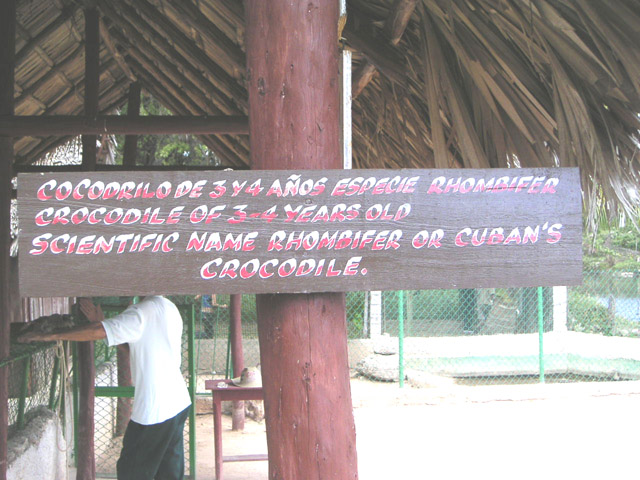 COCODRILO DE 3 Y 4 AÑOS ESPECIE RHOMBIFER
CROCODILE OF 3-4 YEARS OLD
SCIENTIFIC NAME RHOMBIFER OR CUBAN'S
CROCODILE.